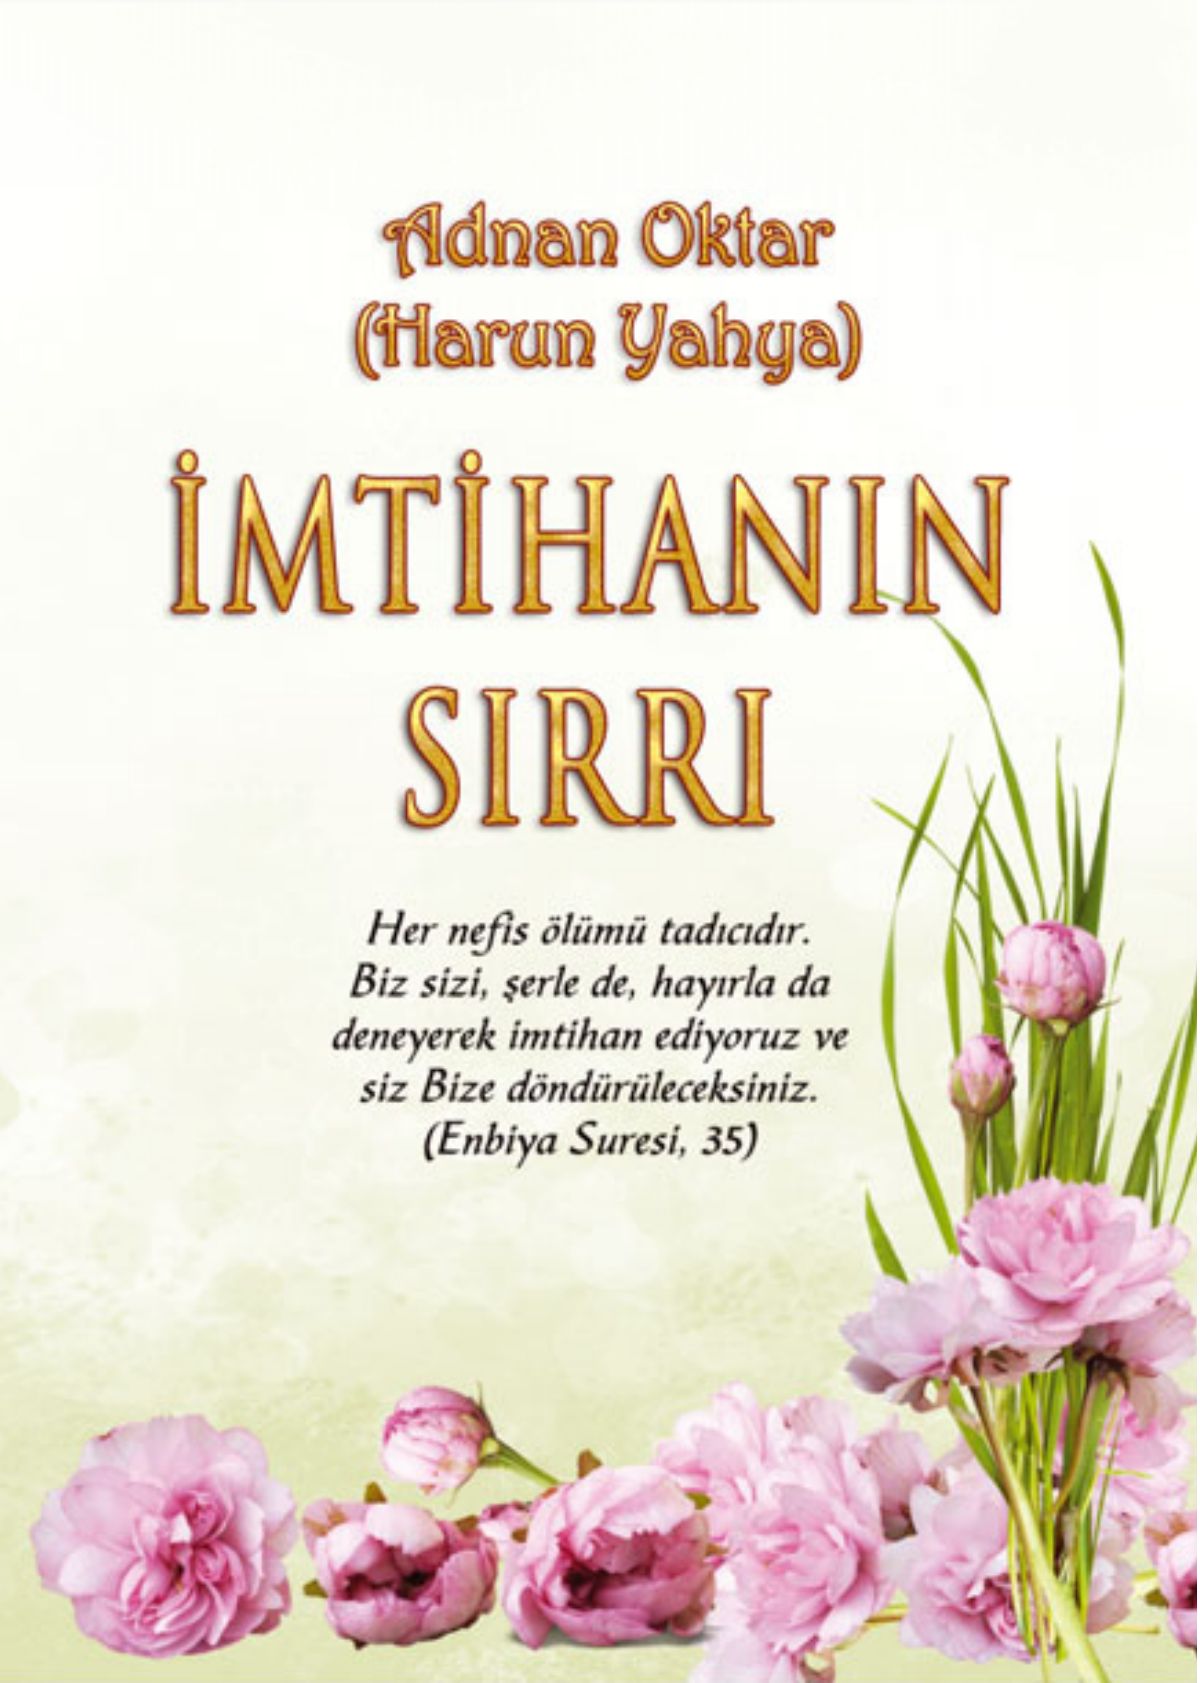 Adnan Oktar
(Harun Yahya)
İMTİHANIN
SIRRI
Her nefis ölümü tadıcıdır.
Biz sizi, şerle de, hayırla da
deneyerek imtihan ediyoruz ve
siz Bize döndürüleceksiniz.
(Enbiya Suresi, 35)